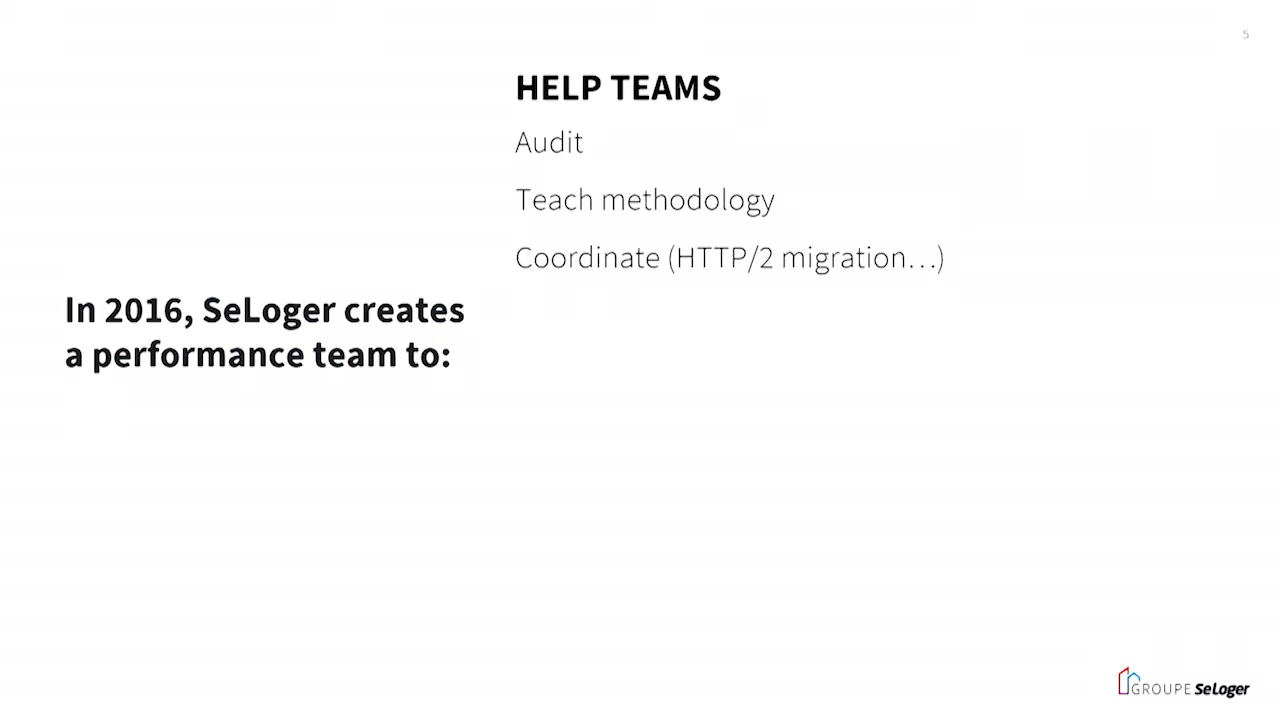 5
HELP TEAMS
Audit
Teach methodology
Coordinate (HTTP/2 migration...)
In 2016, SeLoger creates
a performance team to:
GROUPE SeLoger